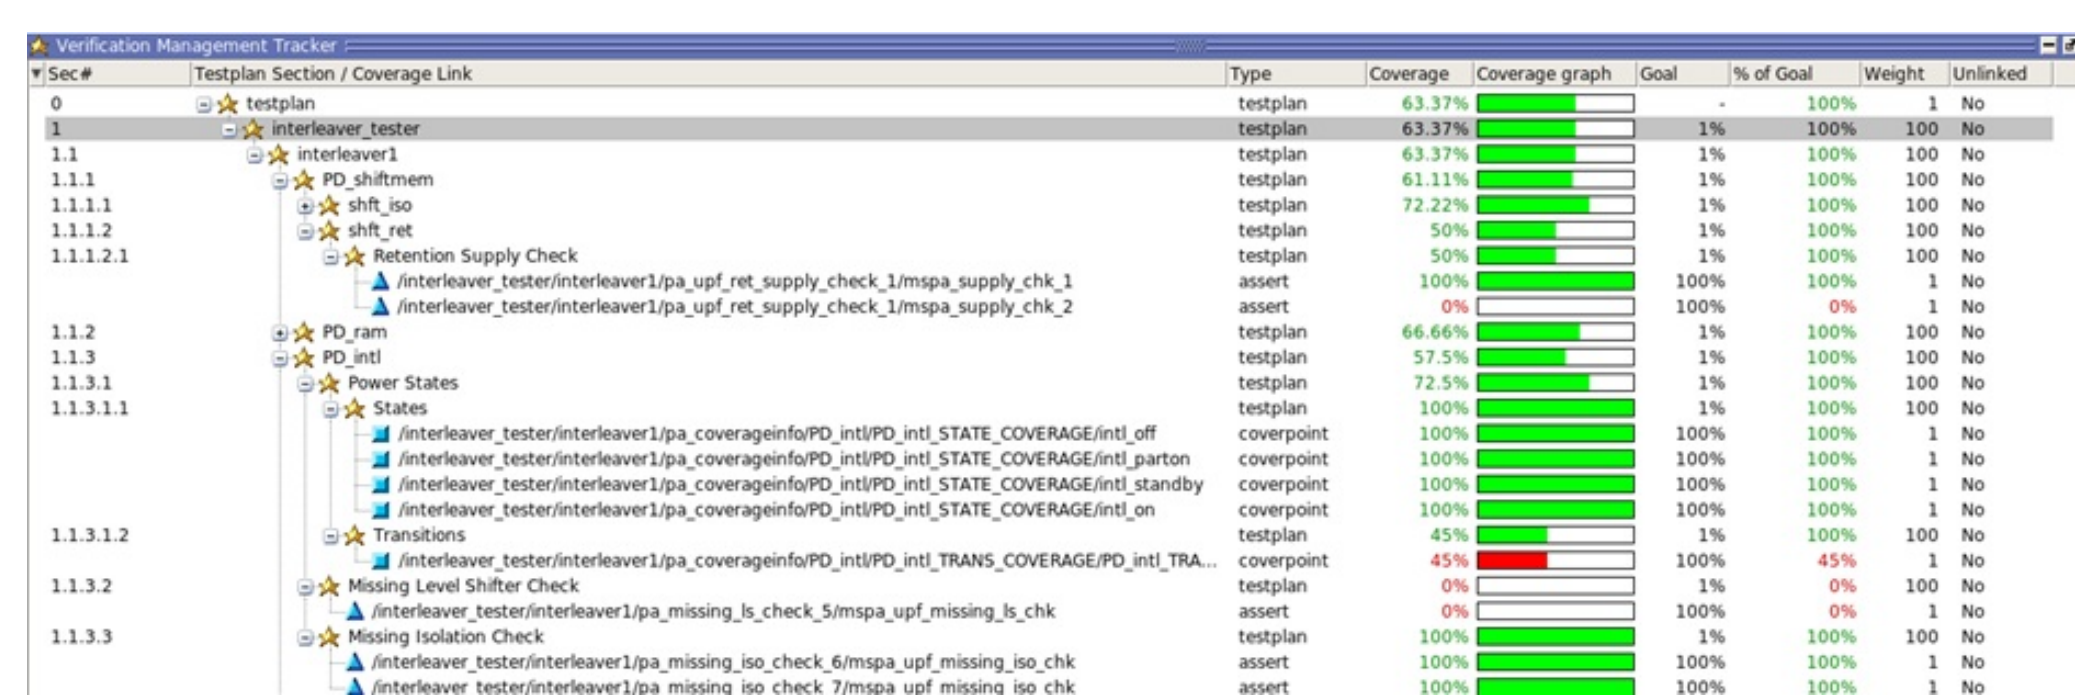 Verification Management Tracker
Sec# Testplan Section / Coverage Link Type Coverage Coverage graph Goal % of Goal Weight Unlinked
0 testplan testplan 63.37% - 100% 1 No
1 interleaver_tester testplan 63.37% 1% 100% 100 No
1.1 interleaver1 testplan 63.37% 1% 100% 100 No
1.1.1 PD_shiftmem testplan 61.11% 1% 100% 100 No
1.1.1.1 shft_iso testplan 72.22% 1% 100% 100 No
1.1.1.2 shft_ret testplan 50% 1% 100% 100 No
1.1.1.2.1 Retention Supply Check testplan 50% 1% 100% 100 No
/interleaver_tester/interleaver1/pa_upf_ret_supply_check_1/mspa_supply_chk_1 assert 100% 100% 100% 1 No
/interleaver_tester/interleaver1/pa_upf_ret_supply_check_1/mspa_supply_chk_2 assert 0% 100% 0% 1 No
1.1.2 PD_ram testplan 66.66% 1% 100% 100 No
1.1.3 PD_intl testplan 57.5% 1% 100% 100 No
1.1.3.1 Power States testplan 72.5% 1% 100% 100 No
1.1.3.1.1 States testplan 100% 1% 100% 100 No
/interleaver_tester/interleaver1/pa_coverageinfo/PD_intl/PD_intl_STATE_COVERAGE/intl_off coverpoint 100% 100% 100% 1 No
/interleaver_tester/interleaver1/pa_coverageinfo/PD_intl/PD_intl_STATE_COVERAGE/intl_parton coverpoint 100% 100% 100% 1 No
/interleaver_tester/interleaver1/pa_coverageinfo/PD_intl/PD_intl_STATE_COVERAGE/intl_standby coverpoint 100% 100% 100% 1 No
/interleaver_tester/interleaver1/pa_coverageinfo/PD_intl/PD_intl_STATE_COVERAGE/intl_on coverpoint 100% 100% 100% 1 No
1.1.3.1.2 Transitions testplan 45% 1% 100% 100 No
/interleaver_tester/interleaver1/pa_coverageinfo/PD_intl/PD_intl_TRANS_COVERAGE/PD_intl_TRA... coverpoint 45% 100% 45% 1 No
1.1.3.2 Missing Level Shifter Check testplan 0% 1% 0% 100 No
/interleaver_tester/interleaver1/pa_missing_ls_check_5/mspa_upf_missing_ls_chk assert 0% 100% 0% 1 No
1.1.3.3 Missing Isolation Check testplan 100% 1% 100% 100 No
/interleaver_tester/interleaver1/pa_missing_iso_check_6/mspa_upf_missing_iso_chk assert 100% 100% 100% 1 No
/interleaver_tester/interleaver1/pa_missing_iso_check_7/mspa_upf_missing_iso_chk assert 100% 100% 100% 1 No